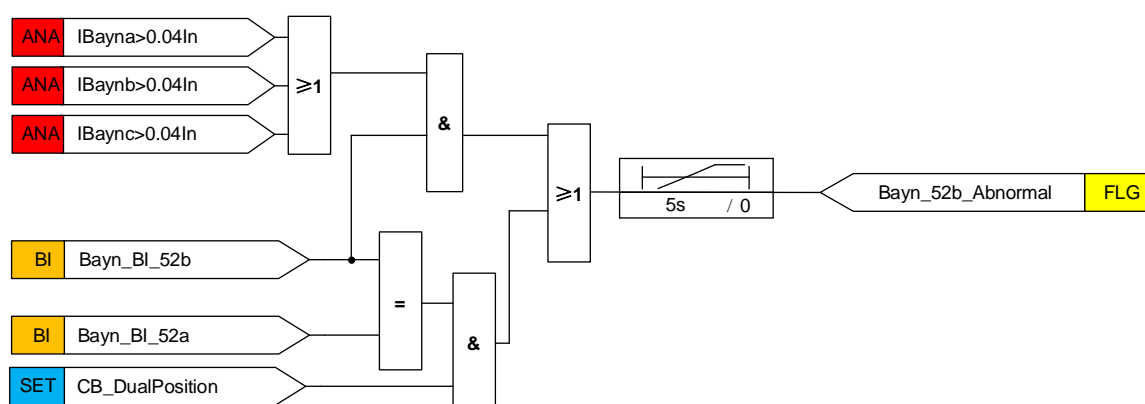 ANA IBayna>0.04In
ANA IBaynb>0.04In
ANA IBaync>0.04In
≥1
&
≥1
5s / 0
Bayn_52b_Abnormal FLG
BI Bayn_BI_52b
=
BI Bayn_BI_52a
&
SET CB_DualPosition